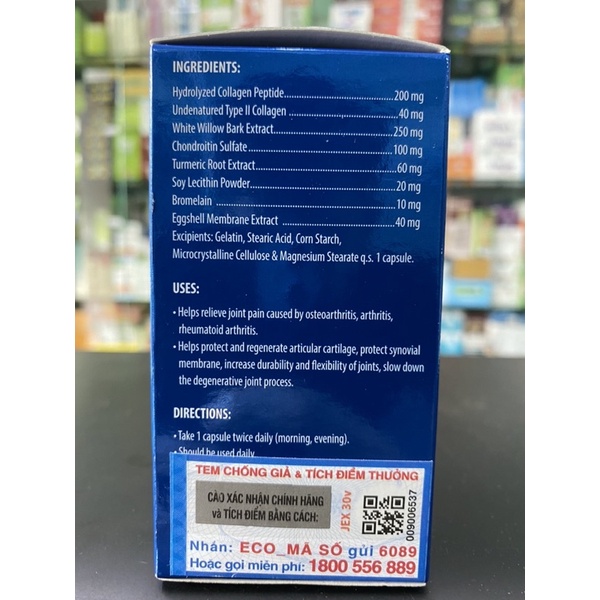 INGREDIENTS:
Hydrolyzed Collagen Peptide..............................200 mg
Undenatured Type II Collagen ..............................40 mg
White Willow Bark Extract..................................250 mg
Chondroitin Sulfate..........................................100 mg
Turmeric Root Extract........................................60 mg
Soy Lecithin Powder..........................................20 mg
Bromelain ......................................................10 mg
Eggshell Membrane Extract ................................40 mg
Excipients: Gelatin, Stearic Acid, Corn Starch,
Microcrystalline Cellulose & Magnesium Stearate q.s. 1 capsule.
USES:
• Helps relieve joint pain caused by osteoarthritis, arthritis,
rheumatoid arthritis.
• Helps protect and regenerate articular cartilage, protect synovial
membrane, increase durability and flexibility of joints, slow down
the degenerative joint process.
DIRECTIONS:
• Take 1 capsule twice daily (morning, evening).
• Should be used daily
TEM CHỐNG GIẢ & TÍCH ĐIỂM THƯỞNG
CÀO XÁC NHẬN CHÍNH HÃNG
và TÍCH ĐIỂM BẰNG CÁCH:
JEX 30v
009006537
Nhắn: ECO_MÃ SỐ gửi 6089
Hoặc gọi miễn phí: 1800 556 889